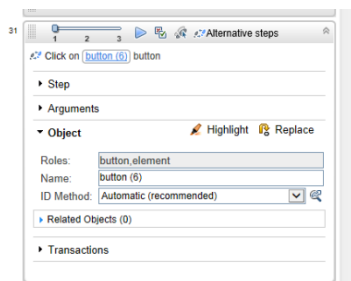 31
1 2 3 Alternative steps
Click on button (6) button
Step
Arguments
Object Highlight Replace
Roles: button,element
Name: button (6)
ID Method: Automatic (recommended)
Related Objects (0)
Transactions